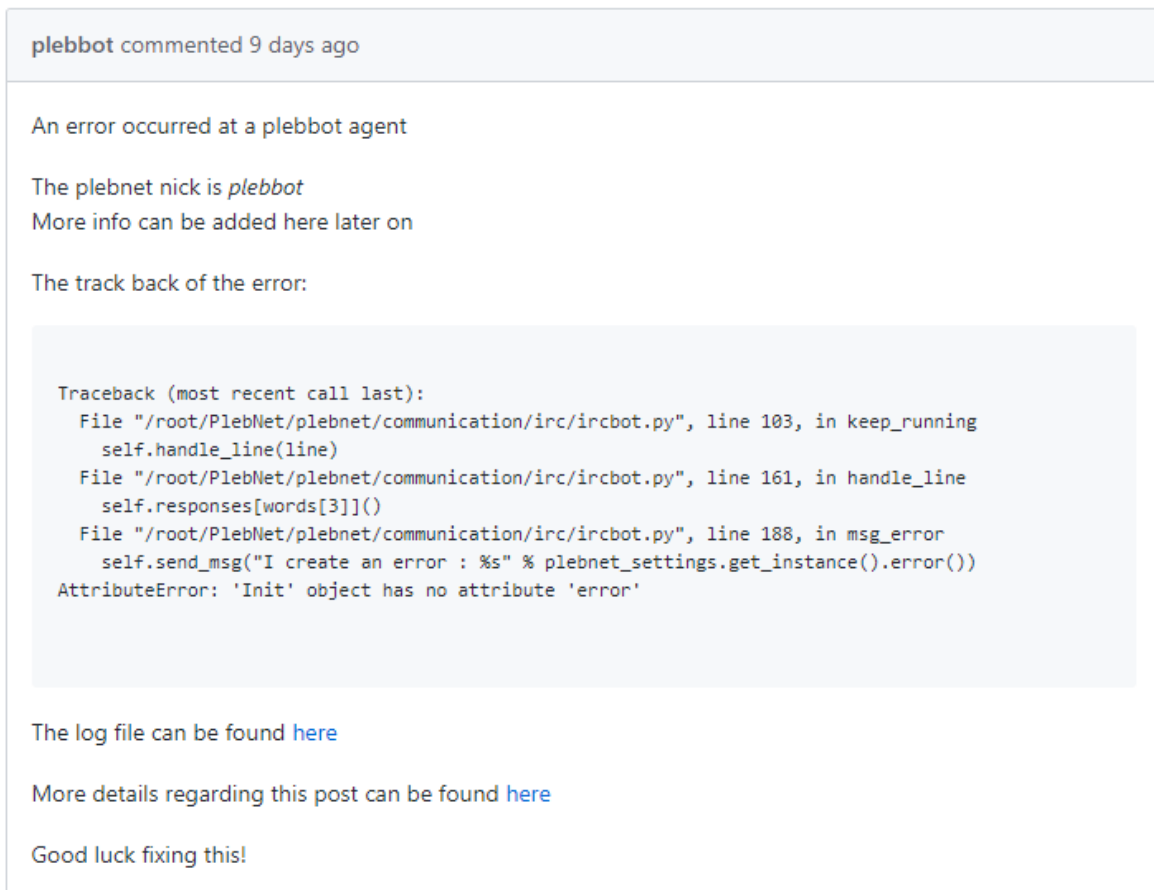 plebbot commented 9 days ago
An error occurred at a plebbot agent
The plebnet nick is plebbot
More info can be added here later on
The track back of the error:
Traceback (most recent call last):
  File "/root/PlebNet/plebnet/communication/irc/ircbot.py", line 103, in keep_running
    self.handle_line(line)
  File "/root/PlebNet/plebnet/communication/irc/ircbot.py", line 161, in handle_line
    self.responses[words[3]]()
  File "/root/PlebNet/plebnet/communication/irc/ircbot.py", line 188, in msg_error
    self.send_msg("I create an error : %s" % plebnet_settings.get_instance().error())
AttributeError: 'Init' object has no attribute 'error'
The log file can be found here
More details regarding this post can be found here
Good luck fixing this!